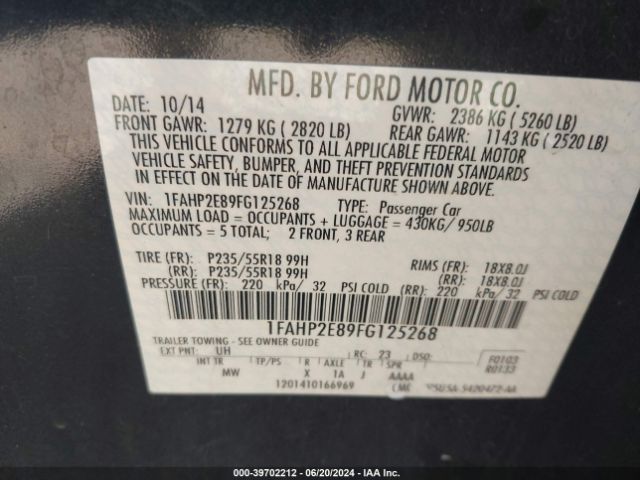 MFD. BY FORD MOTOR CO.
DATE: 10/14 GVWR: 2386 KG ( 5260 LB)
FRONT GAWR: 1279 KG ( 2820 LB) REAR GAWR: 1143 KG ( 2520 LB)
THIS VEHICLE CONFORMS TO ALL APPLICABLE FEDERAL MOTOR
VEHICLE SAFETY, BUMPER, AND THEFT PREVENTION STANDARDS
IN EFFECT ON THE DATE OF MANUFACTURE SHOWN ABOVE.
VIN: 1FAHP2E89FG125268 TYPE: Passenger Car
MAXIMUM LOAD = OCCUPANTS + LUGGAGE = 430KG/ 950LB
OCCUPANTS = 5 TOTAL; 2 FRONT, 3 REAR
TIRE (FR): P235/55R18 99H RIMS (FR): 18X8.0J
(RR): P235/55R18 99H (RR): 18X8.0J
PRESSURE (FR): 220 kPa/ 32 PSI COLD (RR): 220 kPa/ 32 PSI COLD
1FAHP2E89FG125268
TRAILER TOWING - SEE OWNER GUIDE
EXT PNT: UH RC: 23 DSO: F0103
R0133
INT TR TP/PS R AXLE TR SPR
MW X 1A J AAAA
1201410166969
000-39702212 - 06/20/2024 - IAA Inc.